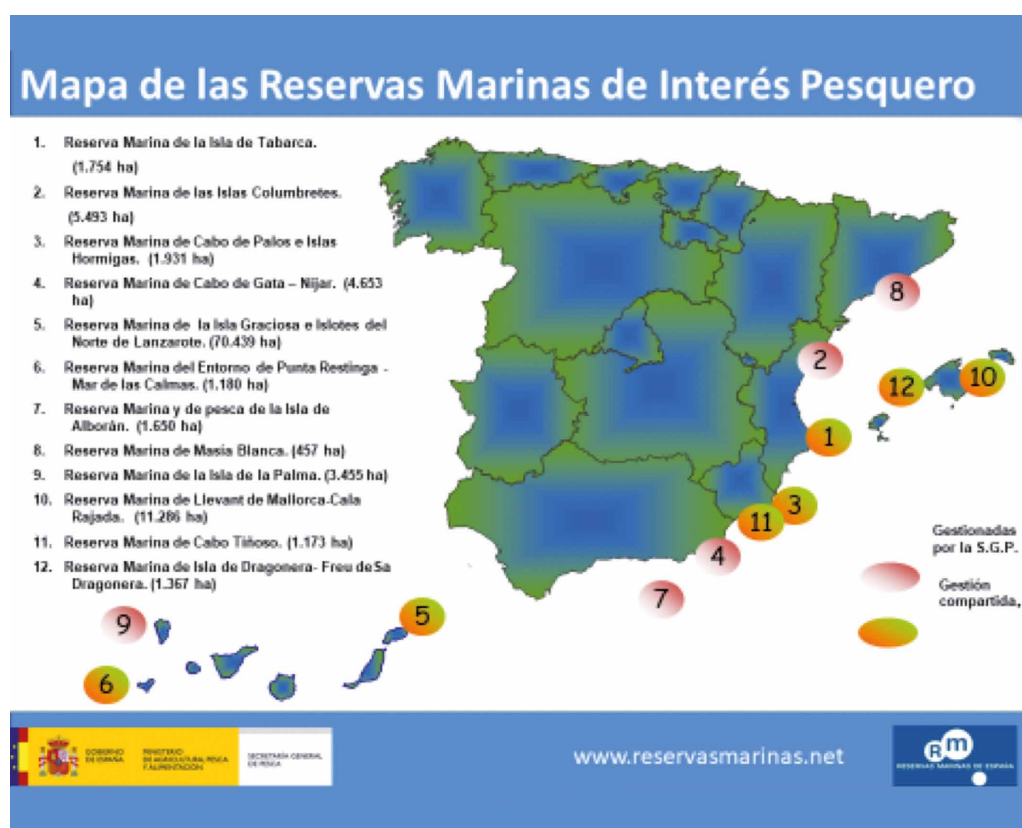 Mapa de las Reservas Marinas de Interés Pesquero
1. Reserva Marina de la Isla de Tabarca.
(1.754 ha)
2. Reserva Marina de las Islas Columbretes.
(5.493 ha)
3. Reserva Marina de Cabo de Palos e Islas
Hormigas. (1.931 ha)
4. Reserva Marina de Cabo de Gata – Nijar. (4.653
ha)
5. Reserva Marina de la Isla Graciosa e Islotes del
Norte de Lanzarote. (70.439 ha)
6. Reserva Marina del Entorno de Punta Restinga -
Mar de las Calmas. (1.180 ha)
7. Reserva Marina y de pesca de la Isla de
Alborán. (1.650 ha)
8. Reserva Marina de Masía Blanca. (457 ha)
9. Reserva Marina de la Isla de la Palma. (3.455 ha)
10. Reserva Marina de Llevant de Mallorca-Cala
Rajada. (11.286 ha)
11. Reserva Marina de Cabo Tiñoso. (1.173 ha)
12. Reserva Marina de Isla de Dragonera- Freu deSa
Dragonera. (1.367 ha)
8
2
12
10
1
3
11
4
7
9
5
6
Gestionadas
por la S.G.P.
Gestión
compartida,
GOBIERNO
DE ESPAÑA
MINISTERIO
DE AGRICULTURA, PESCA
Y ALIMENTACIÓN
SECRETARÍA GENERAL
DE PESCA
www.reservasmarinas.net
Rm
RESERVAS MARINAS DE ESPAÑA